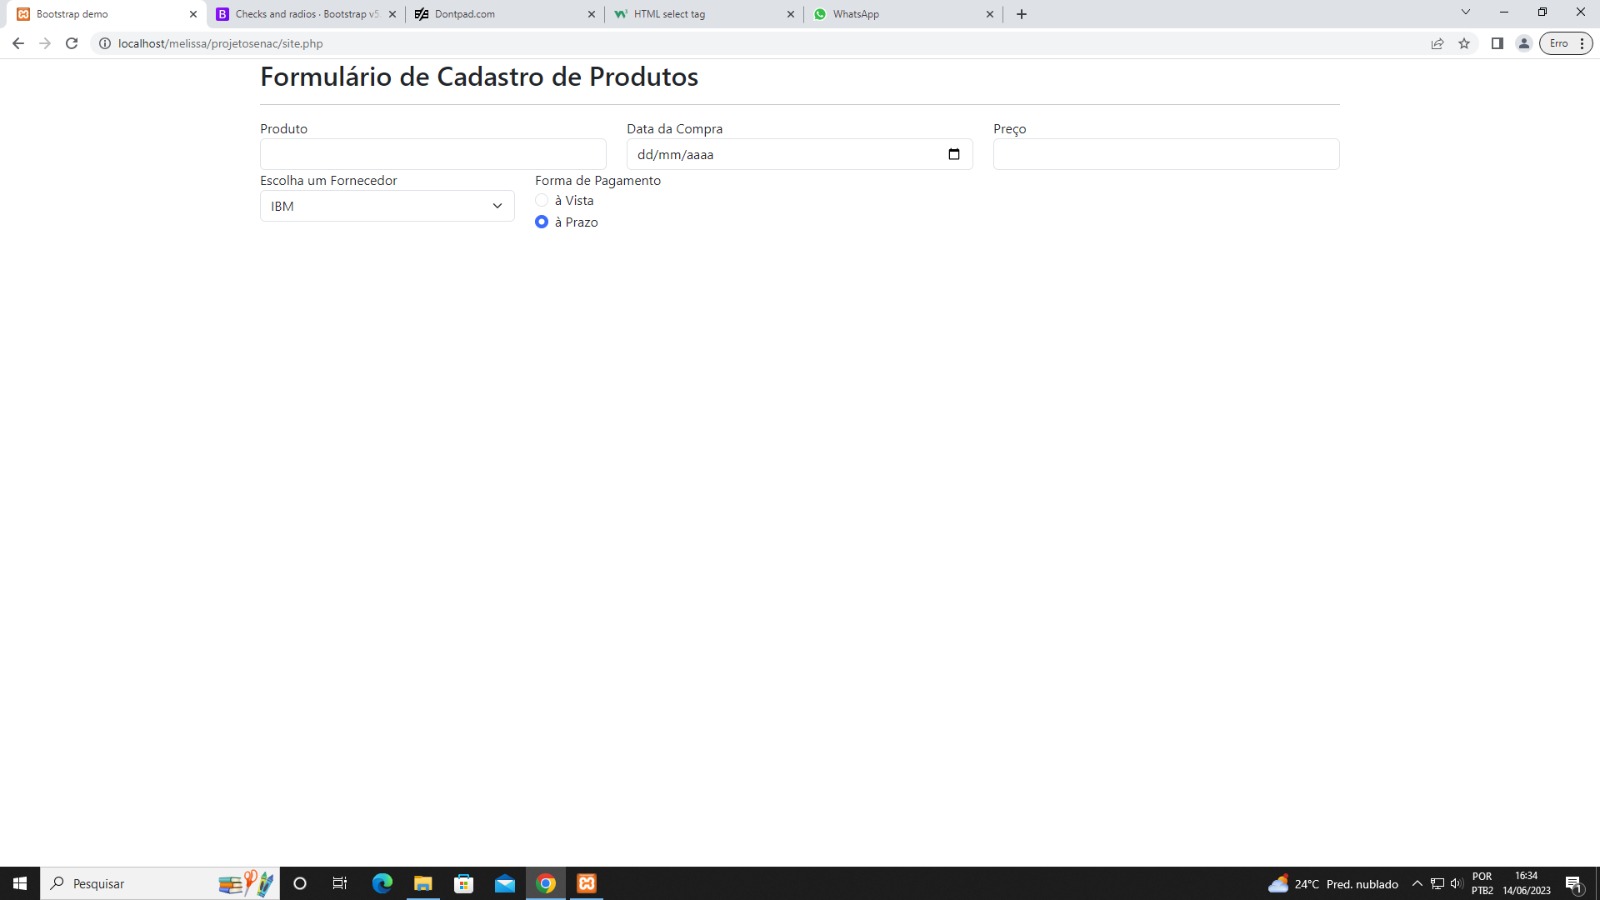 Bootstrap demo
Checks and radios · Bootstrap v5
Dontpad.com
HTML select tag
WhatsApp
localhost/melissa/projetosenac/site.php
Erro
Formulário de Cadastro de Produtos
Produto
Data da Compra
Preço
dd/mm/aaaa
Escolha um Fornecedor
Forma de Pagamento
IBM
à Vista
à Prazo
Pesquisar
24°C Pred. nublado
POR
PTB2
16:34
14/06/2023
1